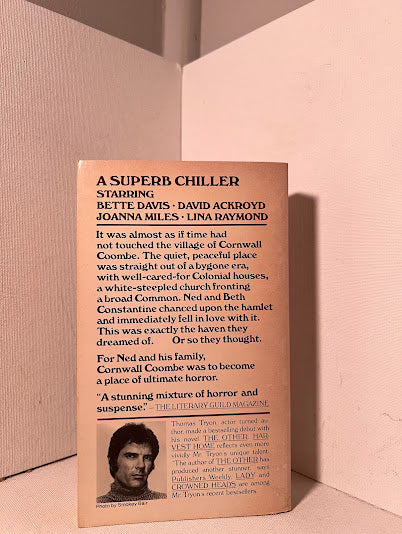 A SUPERB CHILLER
STARRING
BETTE DAVIS · DAVID ACKROYD
JOANNA MILES · LINA RAYMOND
It was almost as if time had
not touched the village of Cornwall
Coombe. The quiet, peaceful place
was straight out of a bygone era,
with well-cared-for Colonial houses,
a white-steepled church fronting
a broad Common. Ned and Beth
Constantine chanced upon the hamlet
and immediately fell in love with it.
This was exactly the haven they
dreamed of. Or so they thought.
For Ned and his family,
Cornwall Coombe was to become
a place of ultimate horror.
"A stunning mixture of horror and
suspense." — THE LITERARY GUILD MAGAZINE
Thomas Tryon, actor turned au-
thor, made a bestselling debut with
his novel THE OTHER. HAR-
VEST HOME reflects even more
vividly Mr. Tryon's unique talent.
"The author of THE OTHER has
produced another stunner," says
Publishers Weekly. LADY and
CROWNED HEADS are among
Mr. Tryon's recent bestsellers.
Photo by Smokey Gair